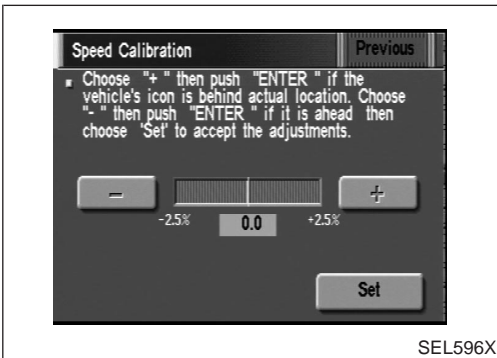 Speed Calibration Previous
Choose "+ " then push "ENTER " if the
vehicle's icon is behind actual location. Choose
"- " then push "ENTER " if it is ahead then
choose 'Set' to accept the adjustments.
− +
-2.5% 0.0 +2.5%
Set
SEL596X